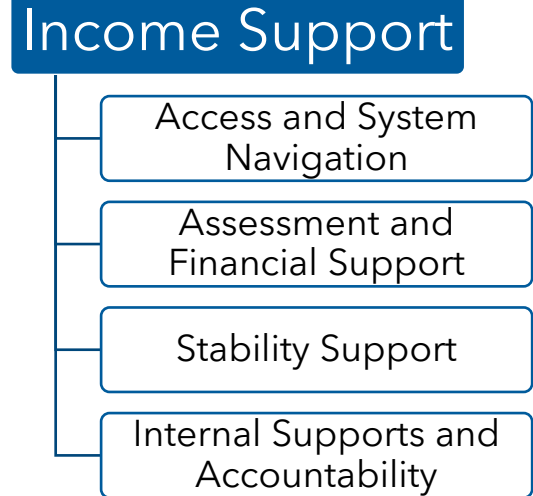 Income Support
Access and System
Navigation
Assessment and
Financial Support
Stability Support
Internal Supports and
Accountability